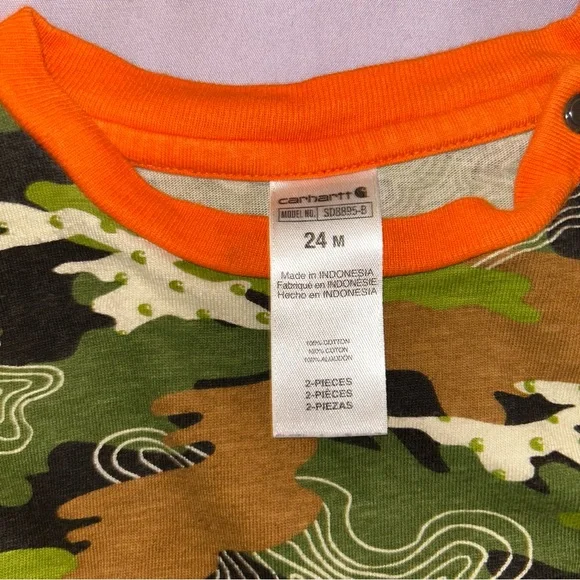 carhartt
MODEL NO. SD8895-B
24 M
Made in INDONESIA
Fabriqué en INDONESIE
Hecho en INDONESIA
100% COTTON
100% COTON
100% ALGODON
2-PIECES
2-PIÈCES
2-PIEZAS